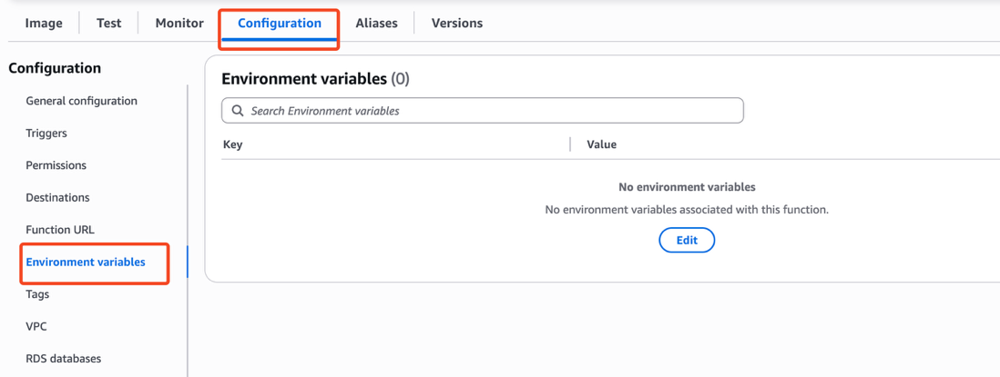 Image Test Monitor Configuration Aliases Versions
Configuration
General configuration
Triggers
Permissions
Destinations
Function URL
Environment variables
Tags
VPC
RDS databases
Environment variables (0)
Search Environment variables
Key Value
No environment variables
No environment variables associated with this function.
Edit